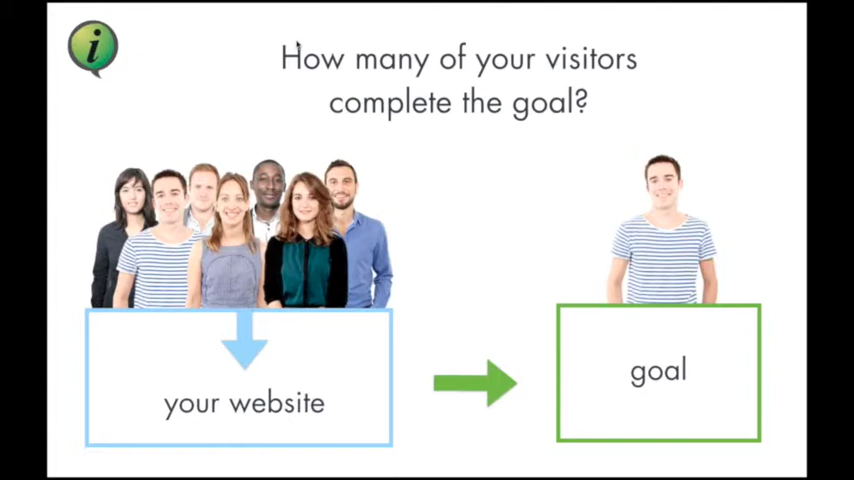 i
How many of your visitors
complete the goal?
your website
goal